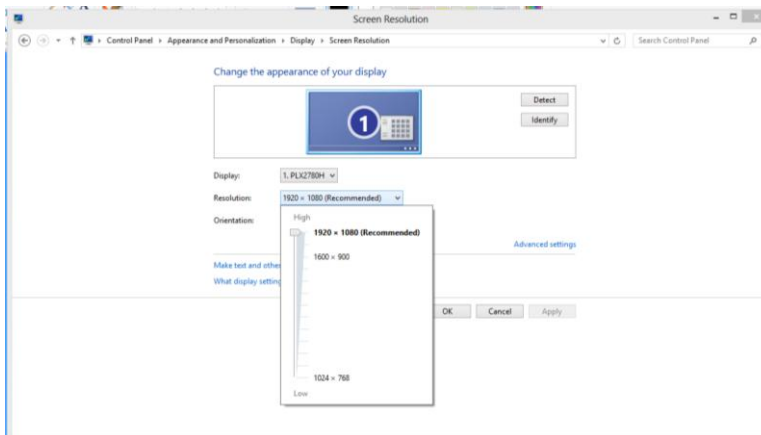 Screen Resolution
Control Panel › Appearance and Personalization › Display › Screen Resolution
Search Control Panel
Change the appearance of your display
1
Detect
Identify
Display: 1. PLX2780H
Resolution: 1920 × 1080 (Recommended)
Orientation:
High
1920 × 1080 (Recommended)
1600 × 900
Advanced settings
Make text and other
What display setting
OK Cancel Apply
1024 × 768
Low